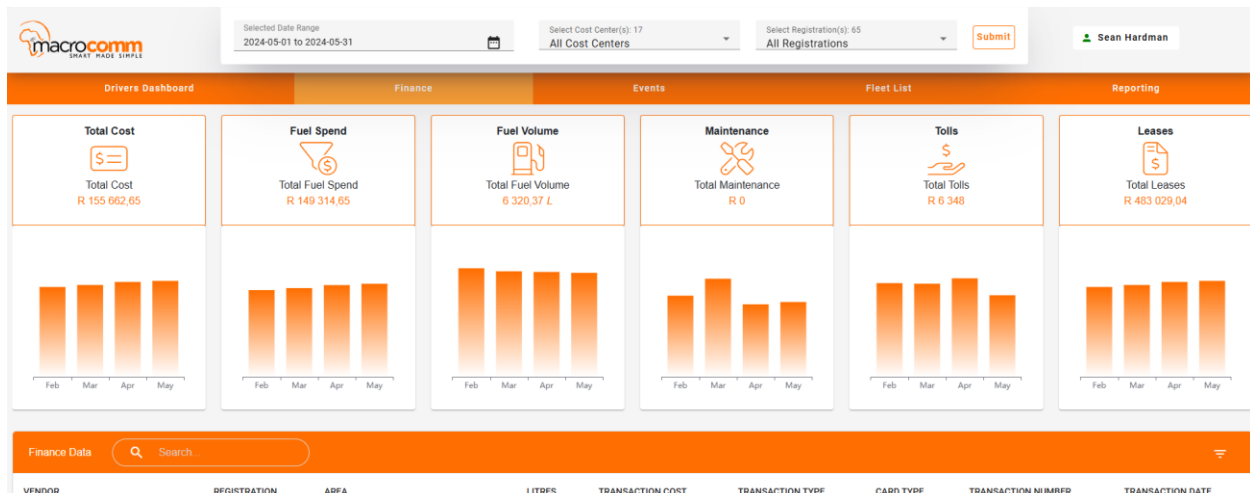 macrocomm
SMART MADE SIMPLE
Selected Date Range
2024-05-01 to 2024-05-31
Select Cost Center(s): 17
All Cost Centers
Select Registration(s): 65
All Registrations
Submit
Sean Hardman
Drivers Dashboard Finance Events Fleet List Reporting
Total Cost
$
Total Cost
R 155 662,65
Fuel Spend
$
Total Fuel Spend
R 149 314,65
Fuel Volume
Total Fuel Volume
6 320,37 L
Maintenance
Total Maintenance
R 0
Tolls
$
Total Tolls
R 6 348
Leases
$
Total Leases
R 483 029,04
Feb Mar Apr May
Feb Mar Apr May
Feb Mar Apr May
Feb Mar Apr May
Feb Mar Apr May
Feb Mar Apr May
Finance Data Search...
VENDOR REGISTRATION AREA LITRES TRANSACTION COST TRANSACTION TYPE CARD TYPE TRANSACTION NUMBER TRANSACTION DATE